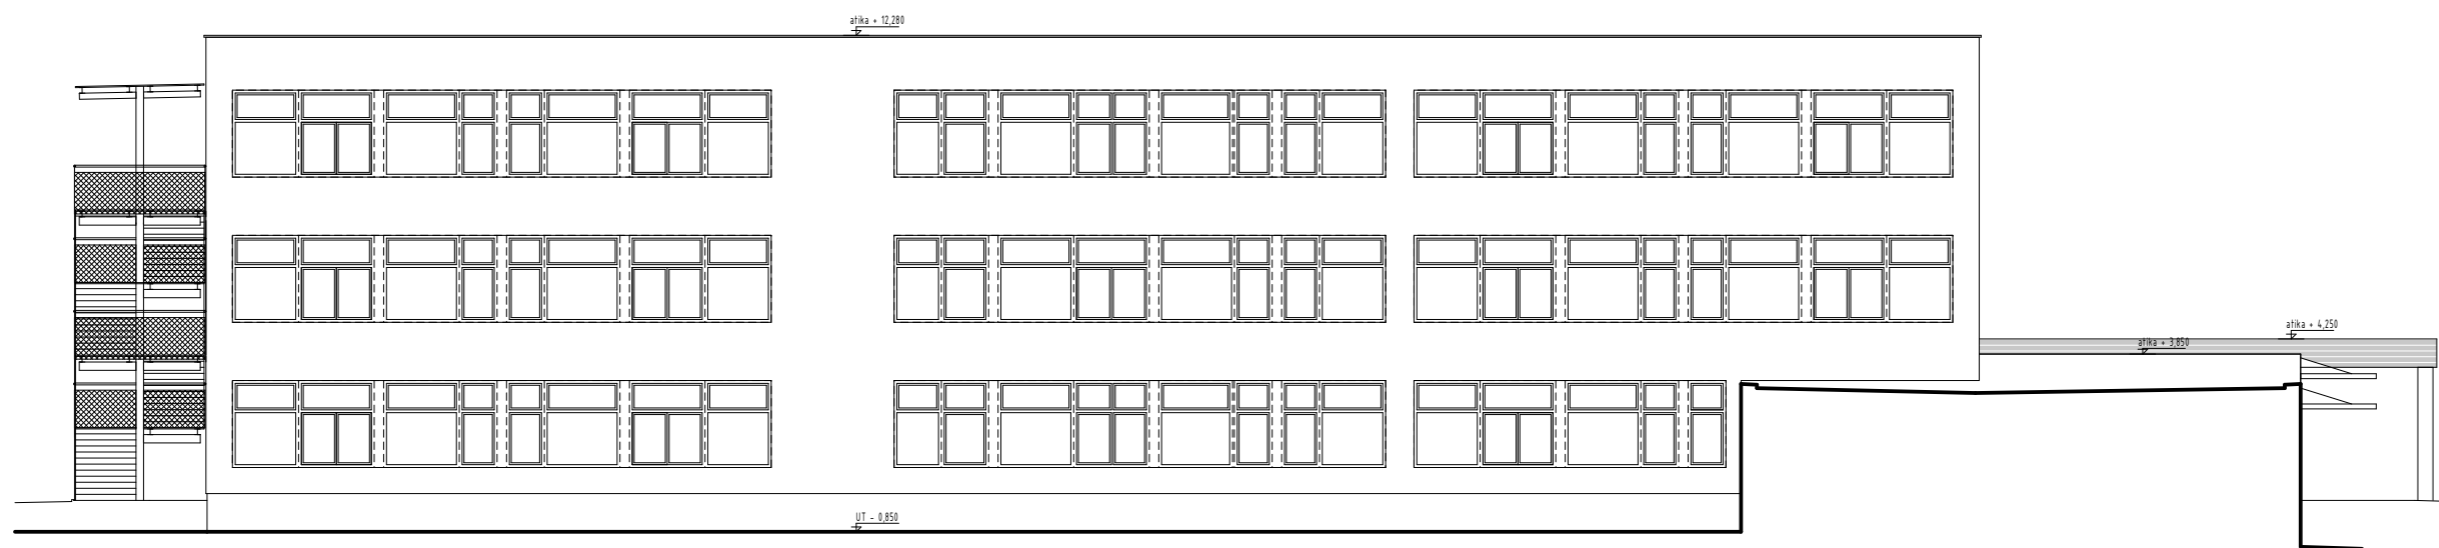 atika + 12,280
atika + 4,250
atika + 3,850
UT - 0,850